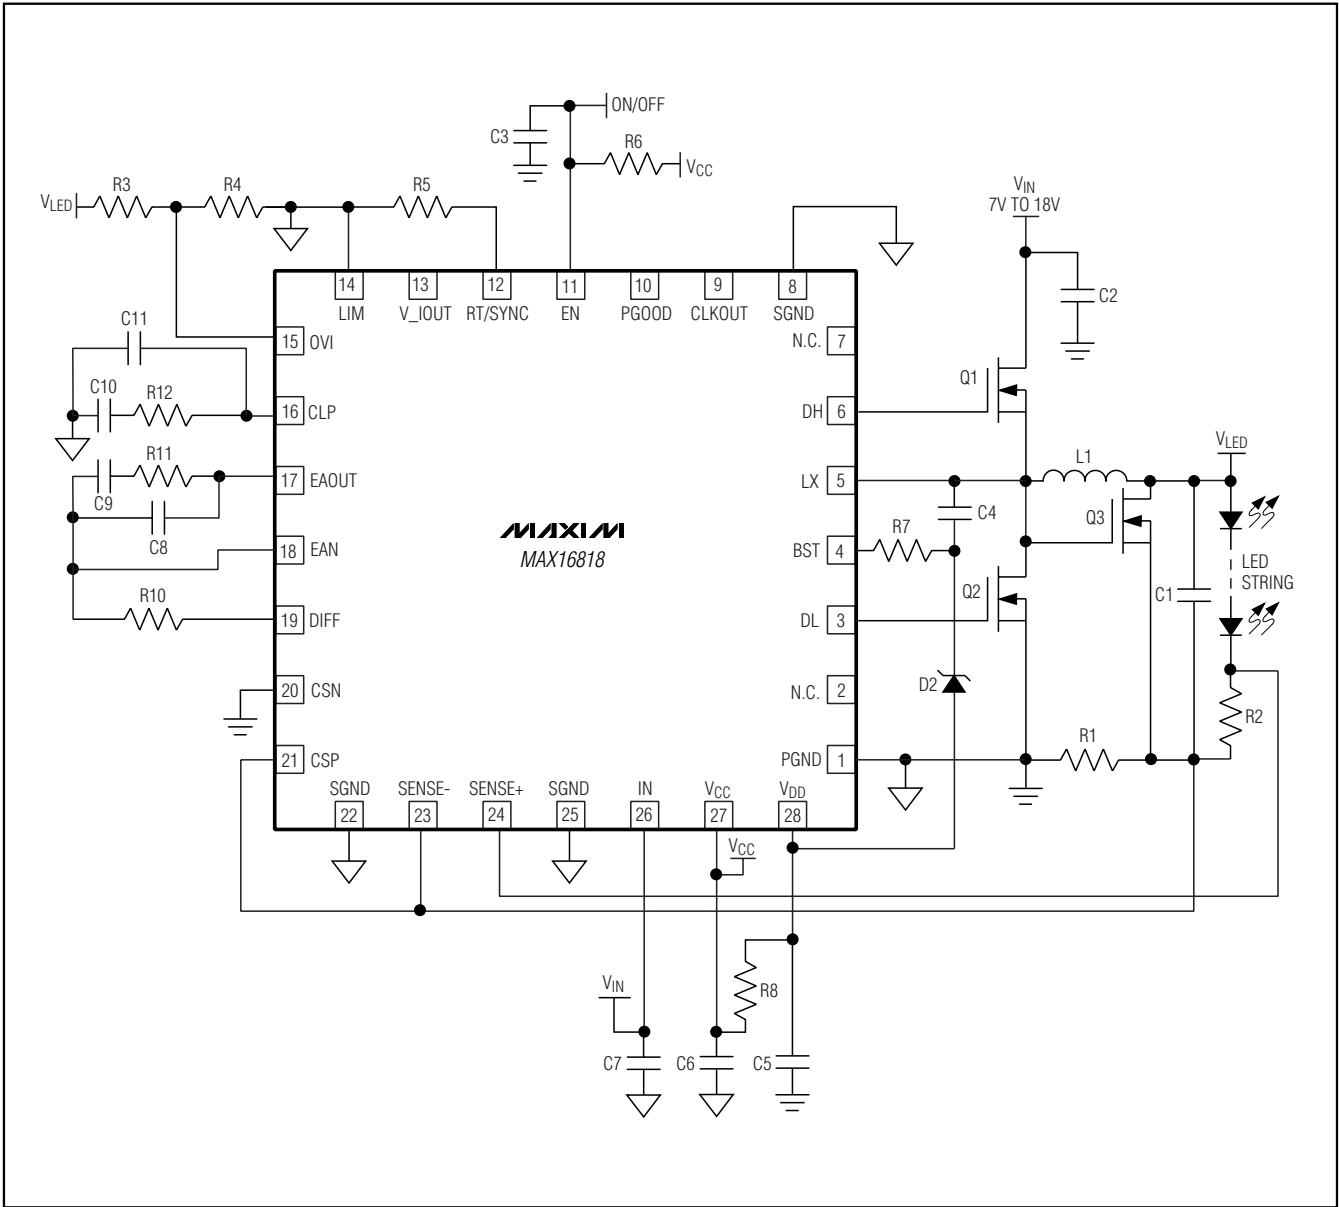 ON/OFF
C3
R6
VCC
VLED
R3
R4
R5
VIN
7V TO 18V
C2
14
13
12
11
10
9
8
LIM
V_IOUT
RT/SYNC
EN
PGOOD
CLKOUT
SGND
C11
15 OVI
N.C. 7
C10
R12
16 CLP
DH 6
Q1
R11
C9
17 EAOUT
LX 5
L1
VLED
C8
18 EAN
MAXIM
MAX16818
BST 4
R7
C4
Q3
LED
STRING
C1
R10
19 DIFF
DL 3
Q2
20 CSN
N.C. 2
D2
R2
21 CSP
PGND 1
R1
SGND
SENSE-
SENSE+
SGND
IN
VCC
VDD
22
23
24
25
26
27
28
VCC
VIN
R8
C7
C6
C5